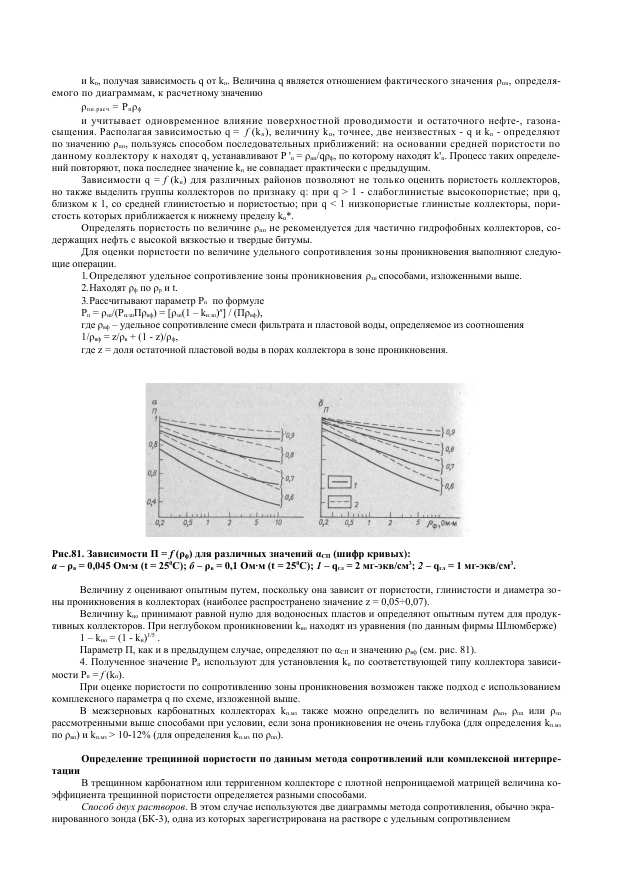 и kп, получая зависимость q от kп. Величина q является отношением фактического значения ρпп, определя-
емого по диаграммам, к расчетному значению
ρпп.расч = Рпρф
и учитывает одновременное влияние поверхностной проводимости и остаточного нефте-, газона-
сыщения. Располагая зависимостью q = f (kп), величину kп, точнее, две неизвестных - q и kп - определяют
по значению ρпп, пользуясь способом последовательных приближений: на основании средней пористости по
данному коллектору k находят q, устанавливают Р 'п = ρпп/qρф, по которому находят k'п. Процесс таких определе-
ний повторяют, пока последнее значение kп не совпадает практически с предыдущим.
Зависимости q = f (kп) для различных районов позволяют не только оценить пористость коллекторов,
но также выделить группы коллекторов по признаку q: при q > 1 - слабоглинистые высокопористые; при q,
близком к 1, со средней глинистостью и пористостью; при q < 1 низкопористые глинистые коллекторы, пори-
стость которых приближается к нижнему пределу kп*.
Определять пористость по величине ρпп не рекомендуется для частично гидрофобных коллекторов, со-
держащих нефть с высокой вязкостью и твердые битумы.
Для оценки пористости по величине удельного сопротивления зоны проникновения выполняют следую-
щие операции.
1.Определяют удельное сопротивление зоны проникновения ρзп способами, изложенными выше.
2.Находят ρф по ρр и t.
3.Рассчитывают параметр Рп по формуле
Рп = ρзп/(Рн.зпПρвф) = [ρзп(1 – kн.зп)n] / (Пρвф),
где ρвф – удельное сопротивление смеси фильтрата и пластовой воды, определяемое из соотношения
1/ρвф = z/ρв + (1 - z)/ρф,
где z = доля остаточной пластовой воды в порах коллектора в зоне проникновения.
а
П
1
0,8
0,6
0,4
0,9
0,8
0,7
0,6
0,2 0,5 1 2 5 10
б
П
0,9
0,8
0,7
0,6
1
2
0,2 0,5 1 2 5 ρф,Ом·м
Рис.81. Зависимости П = f (ρф) для различных значений αСП (шифр кривых):
а – ρв = 0,045 Ом·м (t = 250С); б – ρв = 0,1 Ом·м (t = 250С); 1 – qгл = 2 мг-экв/см3; 2 – qгл = 1 мг-экв/см3.
Величину z оценивают опытным путем, поскольку она зависит от пористости, глинистости и диаметра зо-
ны проникновения в коллекторах (наиболее распространено значение z = 0,05÷0,07).
Величину kно принимают равной нулю для водоносных пластов и определяют опытным путем для продук-
тивных коллекторов. При неглубоком проникновении kно находят из уравнения (по данным фирмы Шлюмберже)
1 – kно = (1 - kн)1/5 .
Параметр П, как и в предыдущем случае, определяют по αСП и значению ρвф (см. рис. 81).
4. Полученное значение Рп используют для установления kп по соответствующей типу коллектора зависи-
мости Рп = f (kп).
При оценке пористости по сопротивлению зоны проникновения возможен также подход с использованием
комплексного параметра q по схеме, изложенной выше.
В межзерновых карбонатных коллекторах kп.мз также можно определить по величинам ρвп, ρпп или ρзп
рассмотренными выше способами при условии, если зона проникновения не очень глубока (для определения kп.мз
по ρвп) и kп.мз > 10-12% (для определения kп.мз по ρпп).
Определение трещинной пористости по данным метода сопротивлений или комплексной интерпре-
тации
В трещинном карбонатном или терригенном коллекторе с плотной непроницаемой матрицей величина ко-
эффициента трещинной пористости определяется разными способами.
Способ двух растворов. В этом случае используются две диаграммы метода сопротивления, обычно экра-
нированного зонда (БК-3), одна из которых зарегистрирована на растворе с удельным сопротивлением